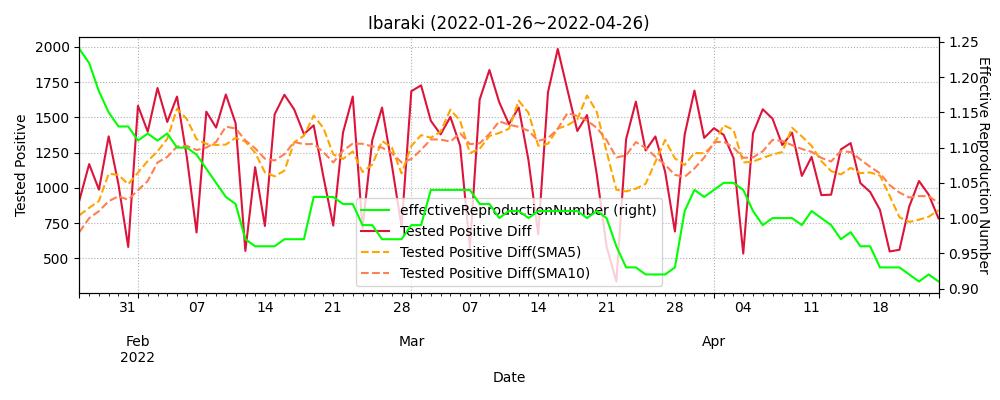 Ibaraki (2022-01-26~2022-04-26)
2000
1750
1500
1250
1000
750
500
Tested Positive
1.25
1.20
1.15
1.10
1.05
1.00
0.95
0.90
Effective Reproduction Number
effectiveReproductionNumber (right)
Tested Positive Diff
Tested Positive Diff(SMA5)
Tested Positive Diff(SMA10)
31 07 14 21 28 07 14 21 28 04 11 18
Feb Mar Apr
2022
Date